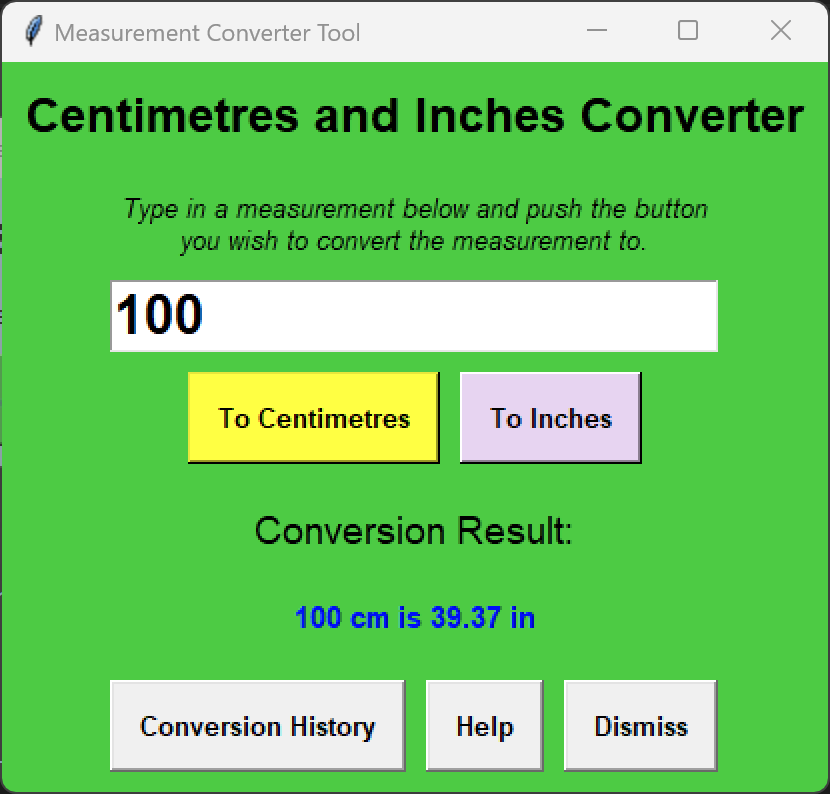 Measurement Converter Tool
Centimetres and Inches Converter
Type in a measurement below and push the button
you wish to convert the measurement to.
100
To Centimetres
To Inches
Conversion Result:
100 cm is 39.37 in
Conversion History
Help
Dismiss